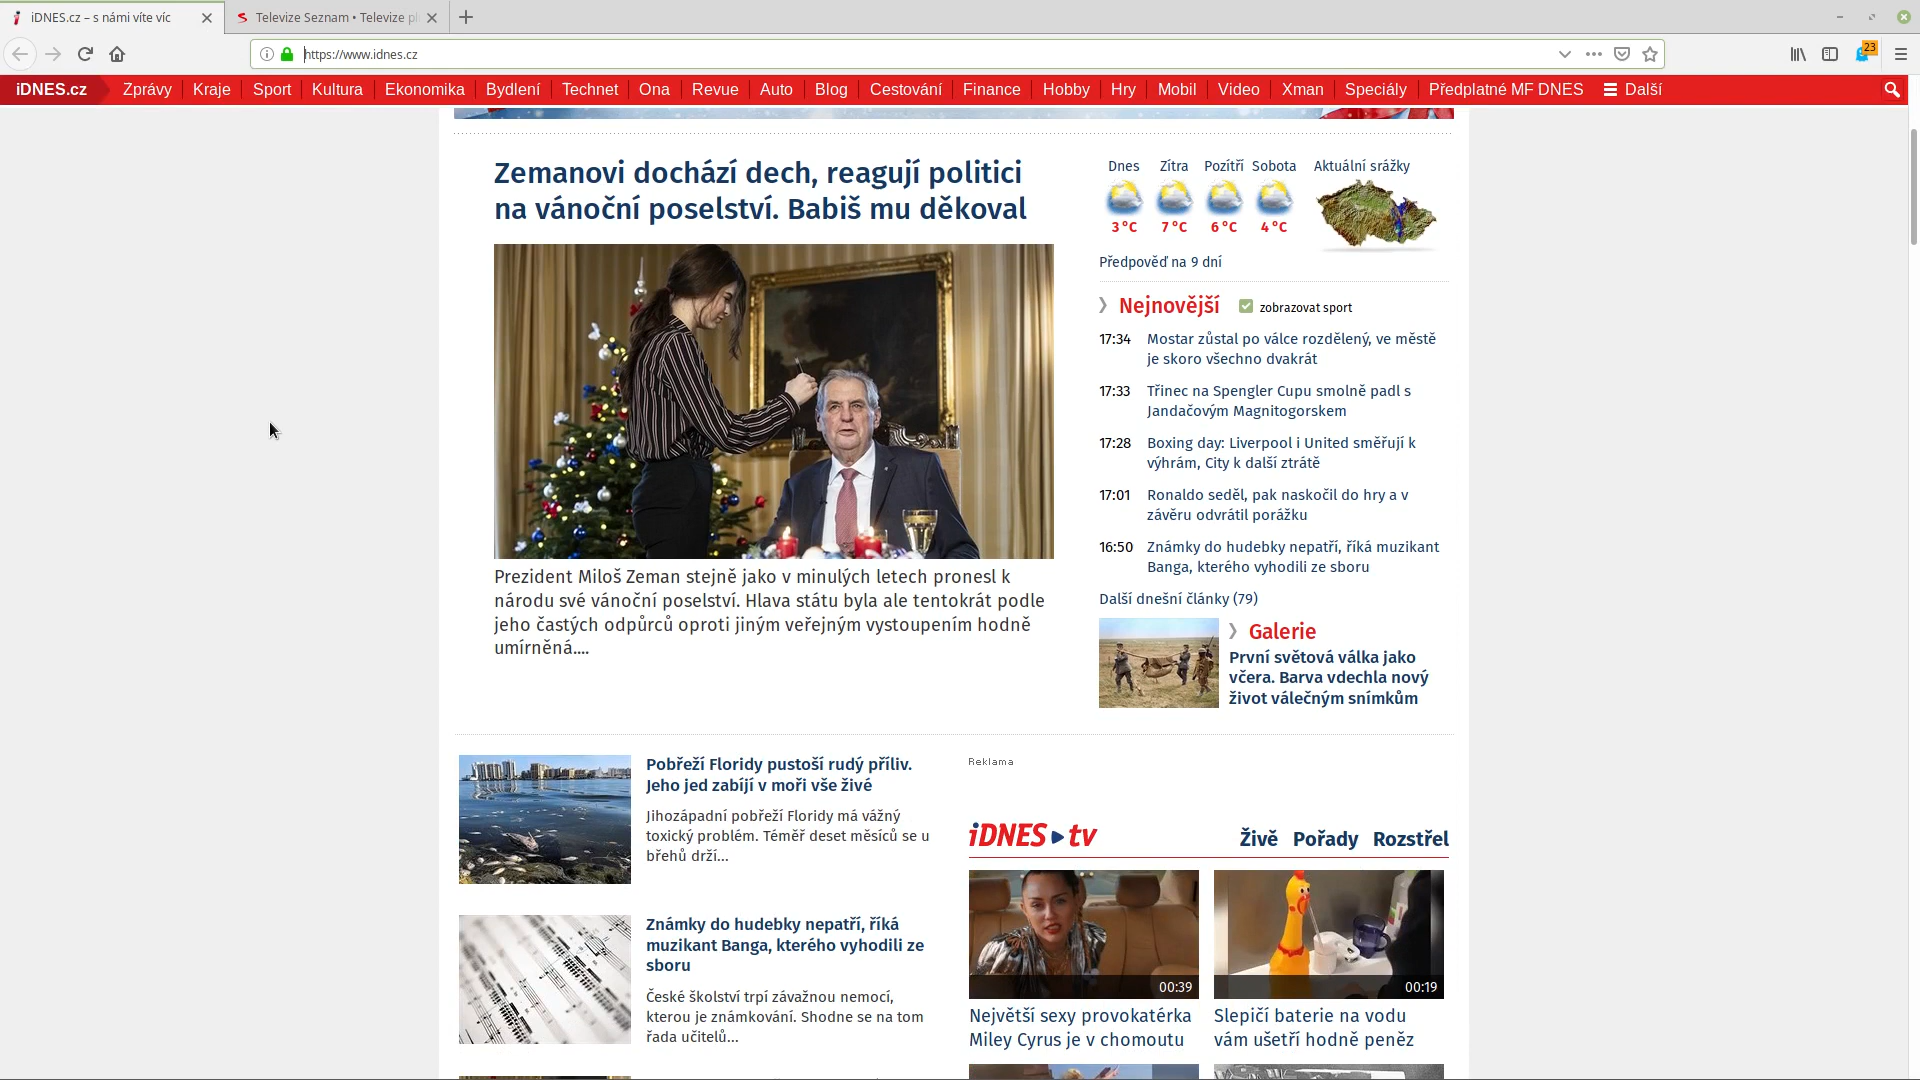 iDNES.cz – s námi víte víc
Televize Seznam • Televize p
https://www.idnes.cz
23
iDNES.cz Zprávy Kraje Sport Kultura Ekonomika Bydlení Technet Ona Revue Auto Blog Cestování Finance Hobby Hry Mobil Video Xman Speciály Předplatné MF DNES Další
Zemanovi dochází dech, reagují politici
na vánoční poselství. Babiš mu děkoval
Prezident Miloš Zeman stejně jako v minulých letech pronesl k
národu své vánoční poselství. Hlava státu byla ale tentokrát podle
jeho častých odpůrců oproti jiným veřejným vystoupením hodně
umírněná....
Dnes Zítra Pozítří Sobota Aktuální srážky
3 °C 7 °C 6 °C 4 °C
Předpověď na 9 dní
Nejnovější zobrazovat sport
17:34 Mostar zůstal po válce rozdělený, ve městě
je skoro všechno dvakrát
17:33 Třinec na Spengler Cupu smolně padl s
Jandačovým Magnitogorskem
17:28 Boxing day: Liverpool i United směřují k
výhrám, City k další ztrátě
17:01 Ronaldo seděl, pak naskočil do hry a v
závěru odvrátil porážku
16:50 Známky do hudebky nepatří, říká muzikant
Banga, kterého vyhodili ze sboru
Další dnešní články (79)
Galerie
První světová válka jako
včera. Barva vdechla nový
život válečným snímkům
Pobřeží Floridy pustoší rudý příliv.
Jeho jed zabíjí v moři vše živé
Jihozápadní pobřeží Floridy má vážný
toxický problém. Téměř deset měsíců se u
břehů drží...
Známky do hudebky nepatří, říká
muzikant Banga, kterého vyhodili ze
sboru
České školství trpí závažnou nemocí,
kterou je známkování. Shodne se na tom
řada učitelů...
Reklama
iDNES tv Živě Pořady Rozstřel
00:39
Největší sexy provokatérka
Miley Cyrus je v chomoutu
00:19
Slepičí baterie na vodu
vám ušetří hodně peněz